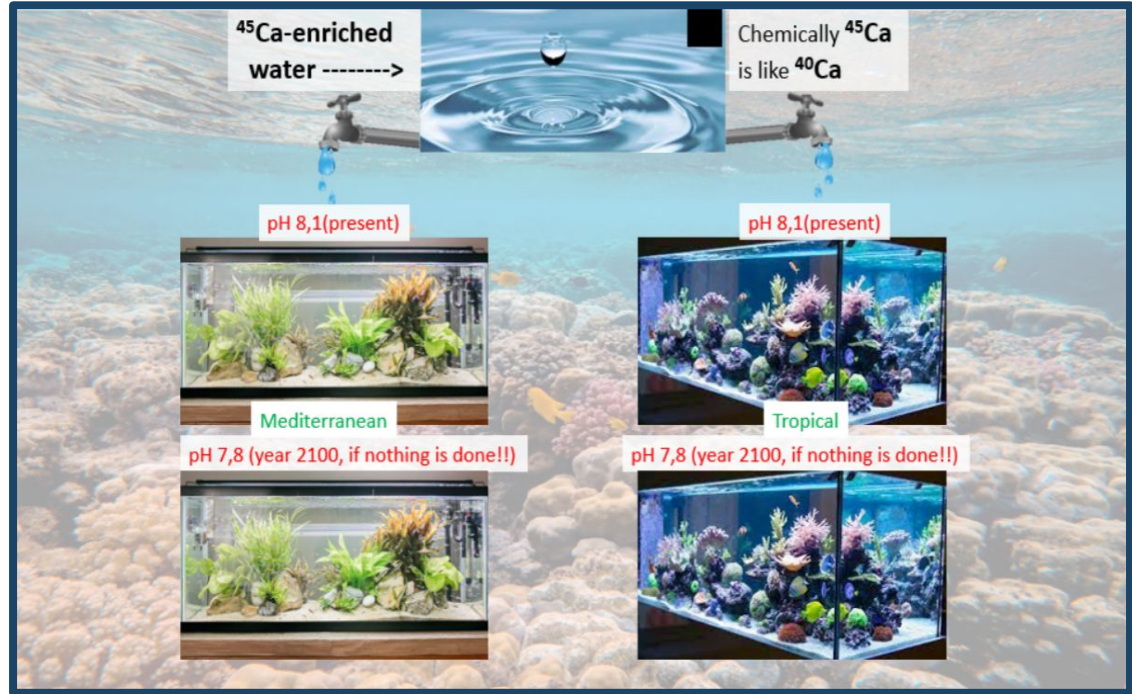 ⁴⁵Ca-enriched
water -------->
Chemically ⁴⁵Ca
is like ⁴⁰Ca
pH 8,1(present)
pH 8,1(present)
Mediterranean
Tropical
pH 7,8 (year 2100, if nothing is done!!)
pH 7,8 (year 2100, if nothing is done!!)